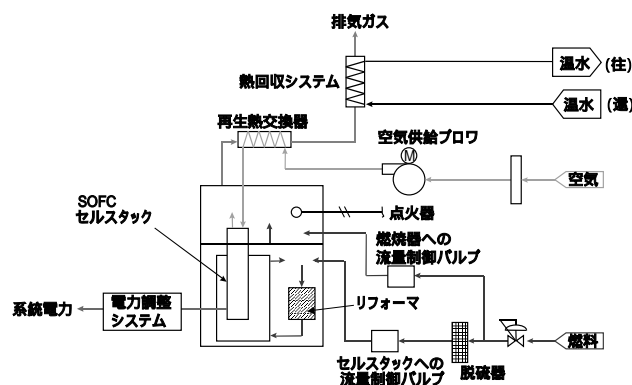 排気ガス
熱回収システム
温水
(往)
温水
(還)
再生熱交換器
空気供給ブロワ
M
空気
SOFC
セルスタック
点火器
燃焼器への
流量制御バルブ
系統電力
電力調整
システム
リフォーマ
燃料
脱硫器
セルスタックへの
流量制御バルブ